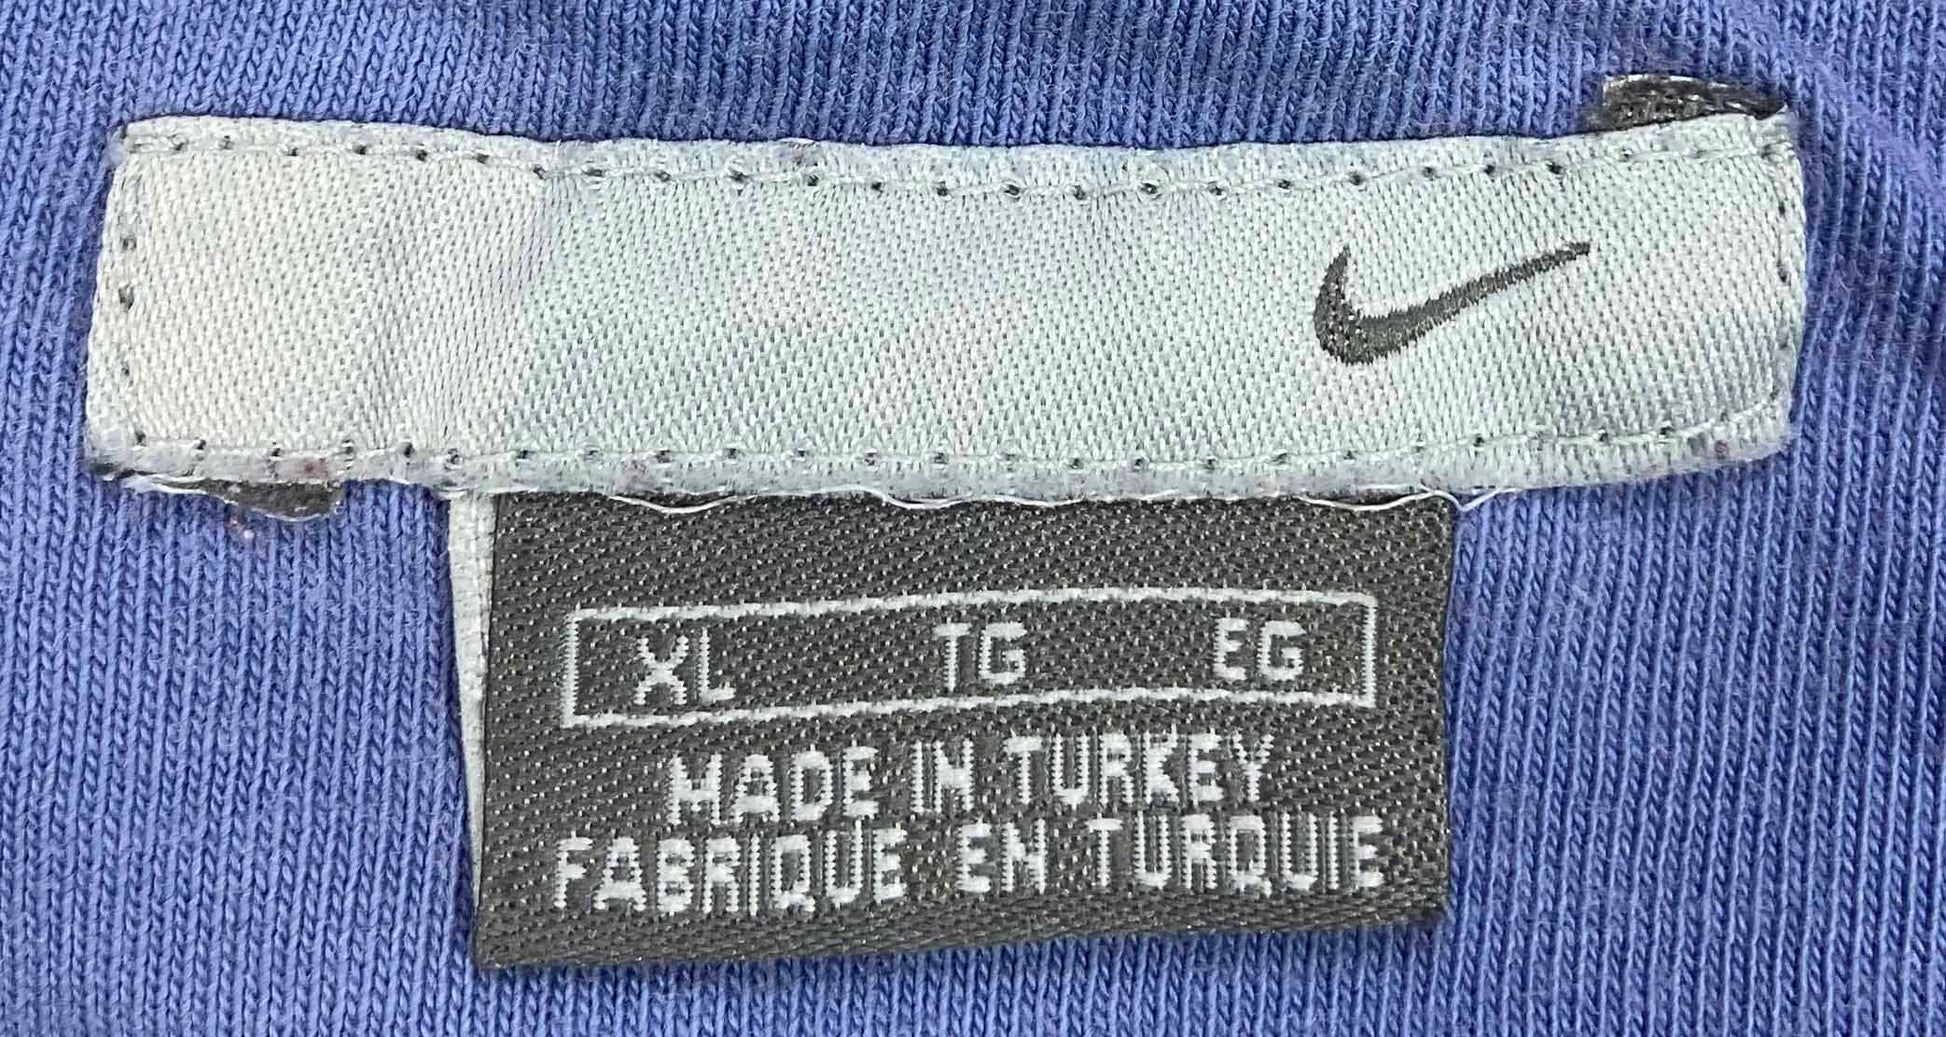 XL TG EG
MADE IN TURKEY
FABRIQUE EN TURQUIE